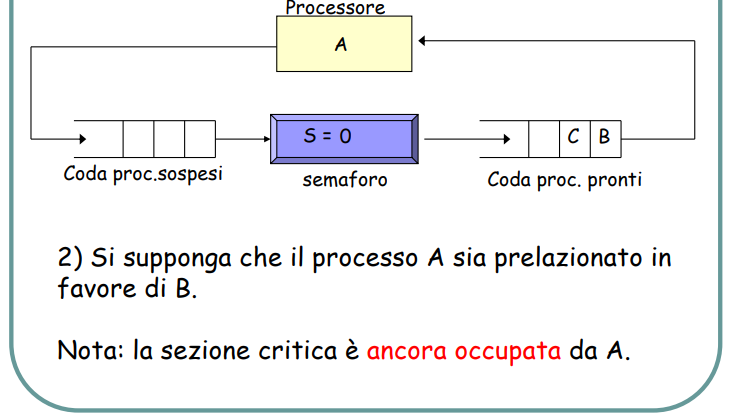 Processore
A
S = 0
C B
Coda proc.sospesi
semaforo
Coda proc. pronti
2) Si supponga che il processo A sia prelazionato in
favore di B.
Nota: la sezione critica è ancora occupata da A.